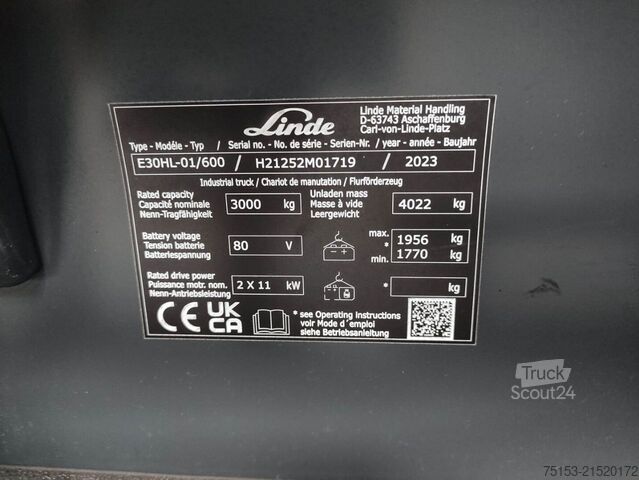 Linde
Linde Material Handling
D-63743 Aschaffenburg
Carl-von-Linde-Platz
Type - Modéle - Typ / Serial no. - No. de série - Serien-Nr. / year - année - Baujahr
E30HL-01/600 / H21252M01719 / 2023
Industrial truck / Chariot de manutation / Flurförderzeug
Rated capacity
Capacité nominale
Nenn-Tragfähigkeit
3000 kg
Unladen mass
Masse à vide
Leergewicht
4022 kg
Battery voltage
Tension batterie
Batteriespannung
80 V
- +
max. 1956 kg
*
min. 1770 kg
Rated drive power
Puissance motr. nom.
Nenn-Antriebsleistung
2 X 11 kW
* kg
CE UK
CA
* see Operating instructions
voir Mode d´emploi
siehe Betriebsanleitung
Truck
Scout24
75153-21520172